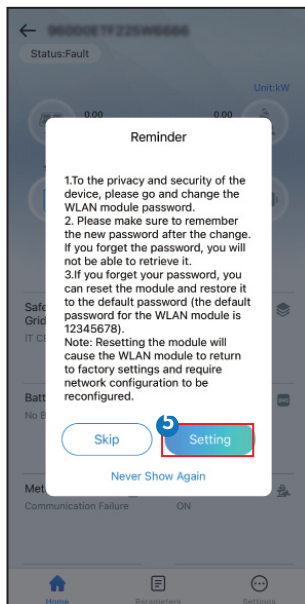 Status:Fault
Unit:kW
0.00 0.00
Reminder
1.To the privacy and security of the
device, please go and change the
WLAN module password.
2. Please make sure to remember
the new password after the change.
If you forget the password, you will
not be able to retrieve it.
3.If you forget your password, you
can reset the module and restore it
to the default password (the default
password for the WLAN module is
12345678).
Note: Resetting the module will
cause the WLAN module to return
to factory settings and require
network configuration to be
reconfigured.
5
Skip Setting
Never Show Again
Safe
Grid
IT CE
Batt
No B
Met
Communication Failure ON
Home Parameters Settings